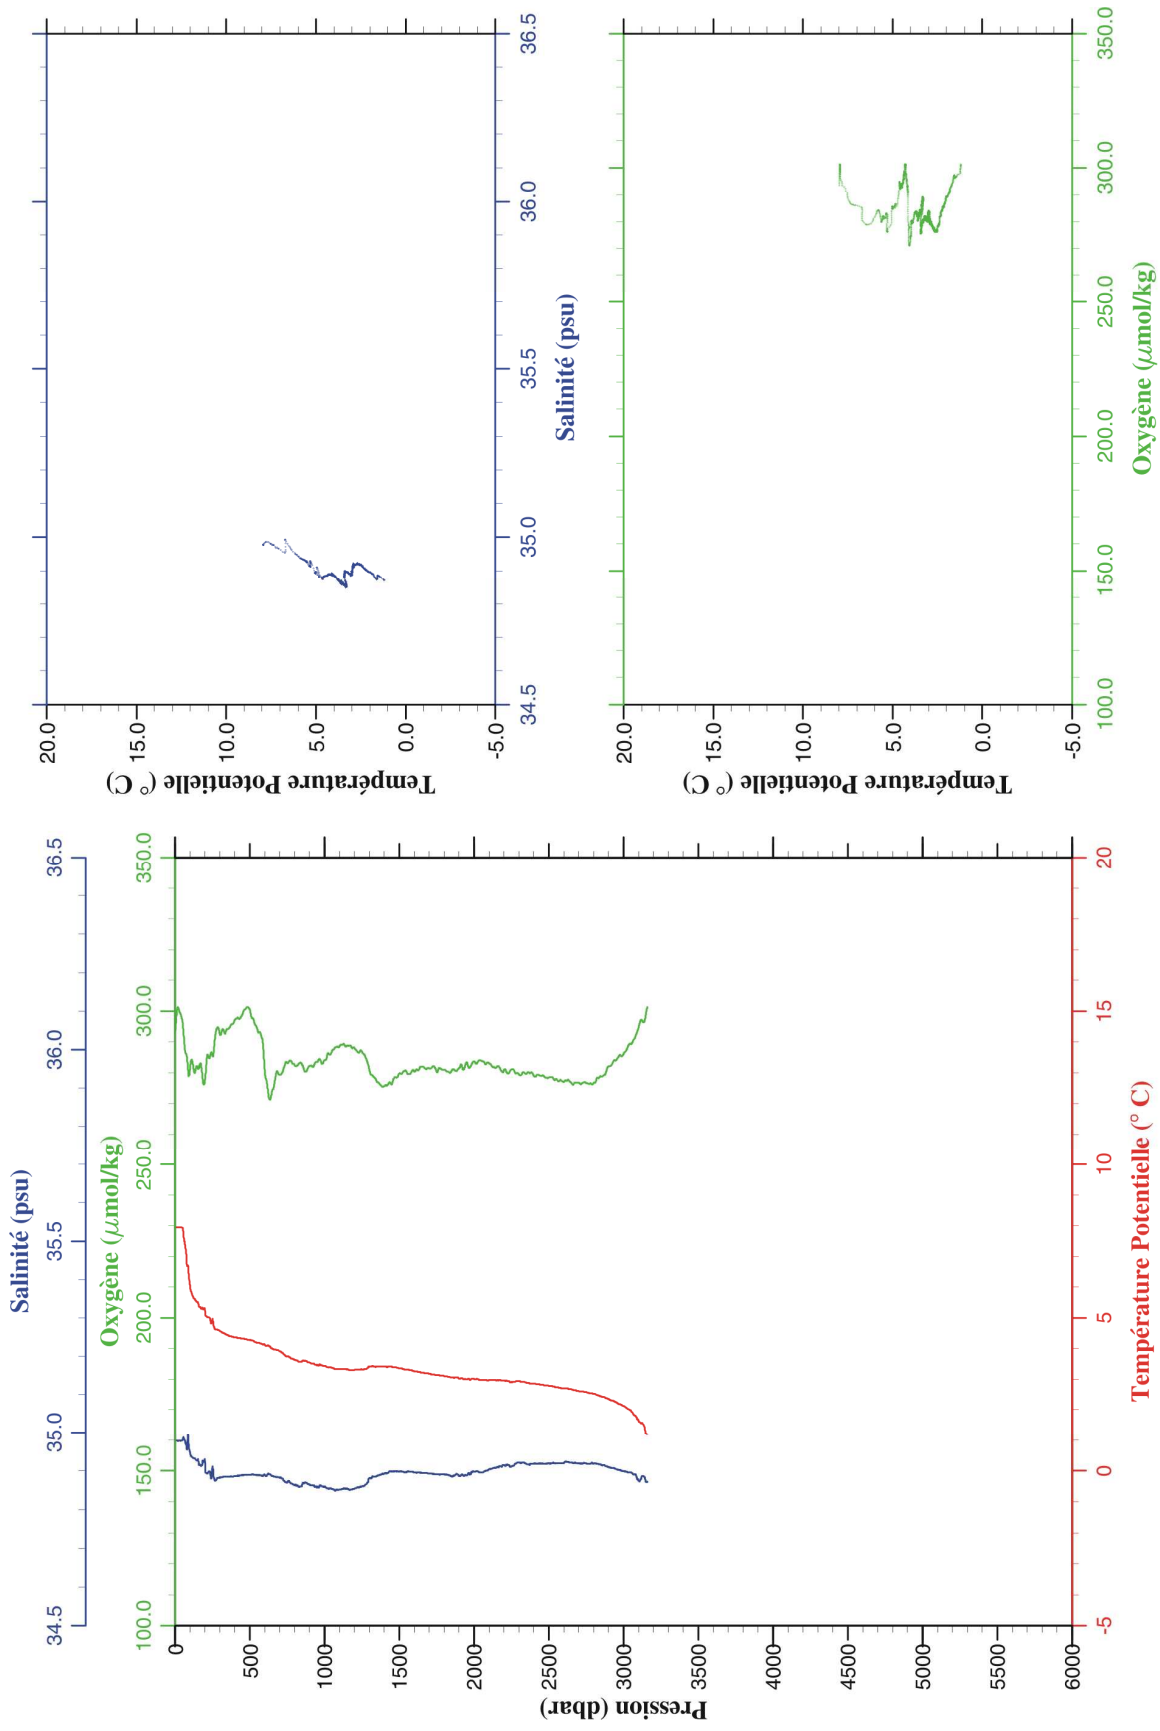 Salinité (psu)
34.5 35.0 35.5 36.0 36.5
Oxygène (μmol/kg)
100.0 150.0 200.0 250.0 300.0 350.0
Pression (dbar)
0
500
1000
1500
2000
2500
3000
3500
4000
4500
5000
5500
6000
-5 0 5 10 15 20
Température Potentielle (° C)
Température Potentielle (° C)
20.0
15.0
10.0
5.0
0.0
-5.0
34.5 35.0 35.5 36.0 36.5
Salinité (psu)
Température Potentielle (° C)
20.0
15.0
10.0
5.0
0.0
-5.0
100.0 150.0 200.0 250.0 300.0 350.0
Oxygène (μmol/kg)